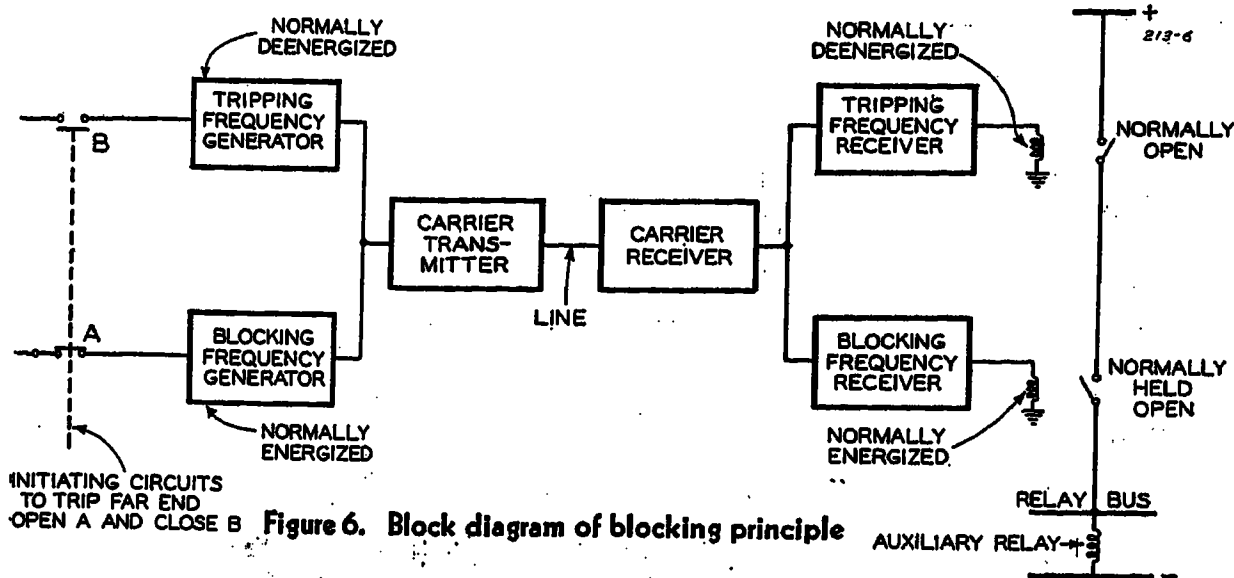 NORMALLY
DEENERGIZED
TRIPPING
FREQUENCY
GENERATOR
B
A
BLOCKING
FREQUENCY
GENERATOR
NORMALLY
ENERGIZED
INITIATING CIRCUITS
TO TRIP FAR END
OPEN A AND CLOSE B
CARRIER
TRANS-
MITTER
LINE
CARRIER
RECEIVER
NORMALLY
DEENERGIZED
TRIPPING
FREQUENCY
RECEIVER
BLOCKING
FREQUENCY
RECEIVER
NORMALLY
ENERGIZED
+
213-6
NORMALLY
OPEN
NORMALLY
HELD
OPEN
RELAY BUS
AUXILIARY RELAY
–
Figure 6. Block diagram of blocking principle